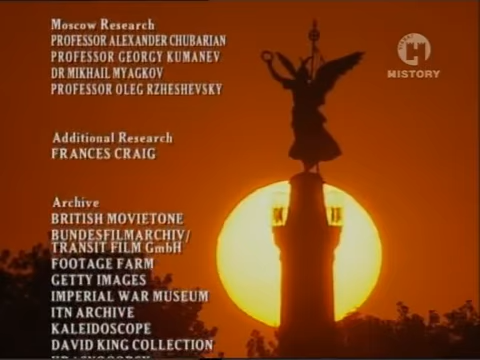 Moscow Research
PROFESSOR ALEXANDER CHUBARIAN
PROFESSOR GEORGY KUMANEV
DR MIKHAIL MYAGKOV
PROFESSOR OLEG RZHESHEVSKY
MISTORY
Additional Research
FRANCES CRAIG
Archive
BRITISH MOVIETONE
BUNDESFILMARCHIV/
TRANSIT FILM GmbH
FOOTAGE FARM
GETTY IMAGES
IMPERIAL WAR MUSEUM
ITN ARCHIVE
KALEIDOSCOPE
DAVID KING COLLECTION